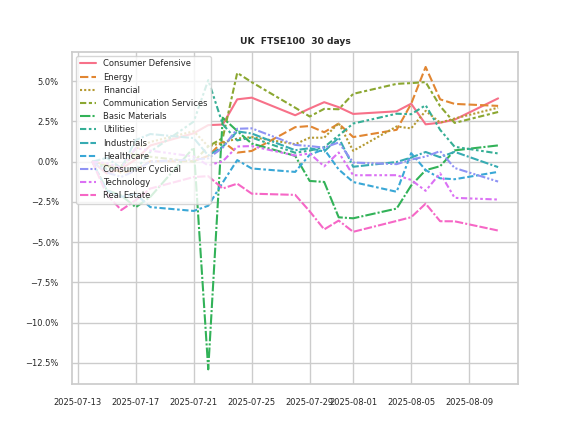 UK FTSE100 30 days
Consumer Defensive
Energy
Financial
Communication Services
Basic Materials
Utilities
Industrials
Healthcare
Consumer Cyclical
Technology
Real Estate
5.0%
2.5%
0.0%
−2.5%
−5.0%
−7.5%
−10.0%
−12.5%
2025-07-13 2025-07-17 2025-07-21 2025-07-25 2025-07-29 2025-08-01 2025-08-05 2025-08-09